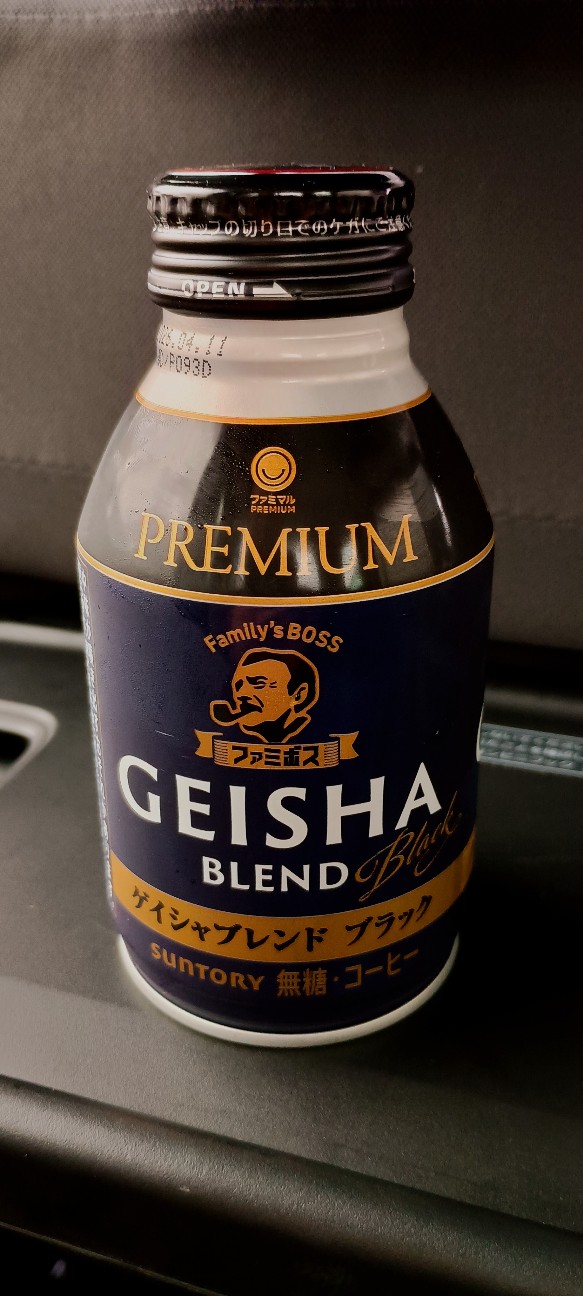 キャップの切り口でのケガにご注意
OPEN
26.04.11
/P093D
ファミマル
PREMIUM
PREMIUM
Family's BOSS
ファミボス
GEISHA
BLEND Black
ゲイシャブレンド ブラック
SUNTORY 無糖・コーヒー